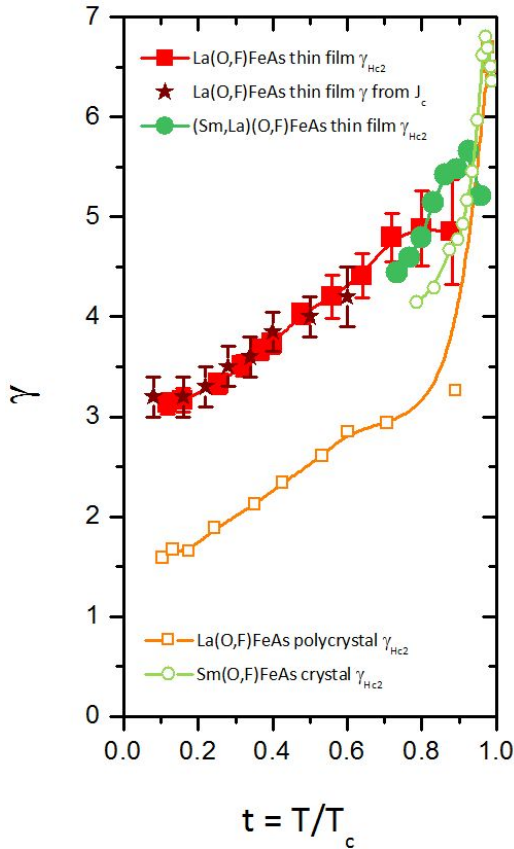 7
La(O,F)FeAs thin film γHc2
La(O,F)FeAs thin film γ from Jc
(Sm,La)(O,F)FeAs thin film γHc2
6
5
4
γ
3
2
1
La(O,F)FeAs polycrystal γHc2
Sm(O,F)FeAs crystal γHc2
0
0.0 0.2 0.4 0.6 0.8 1.0
t = T/Tc